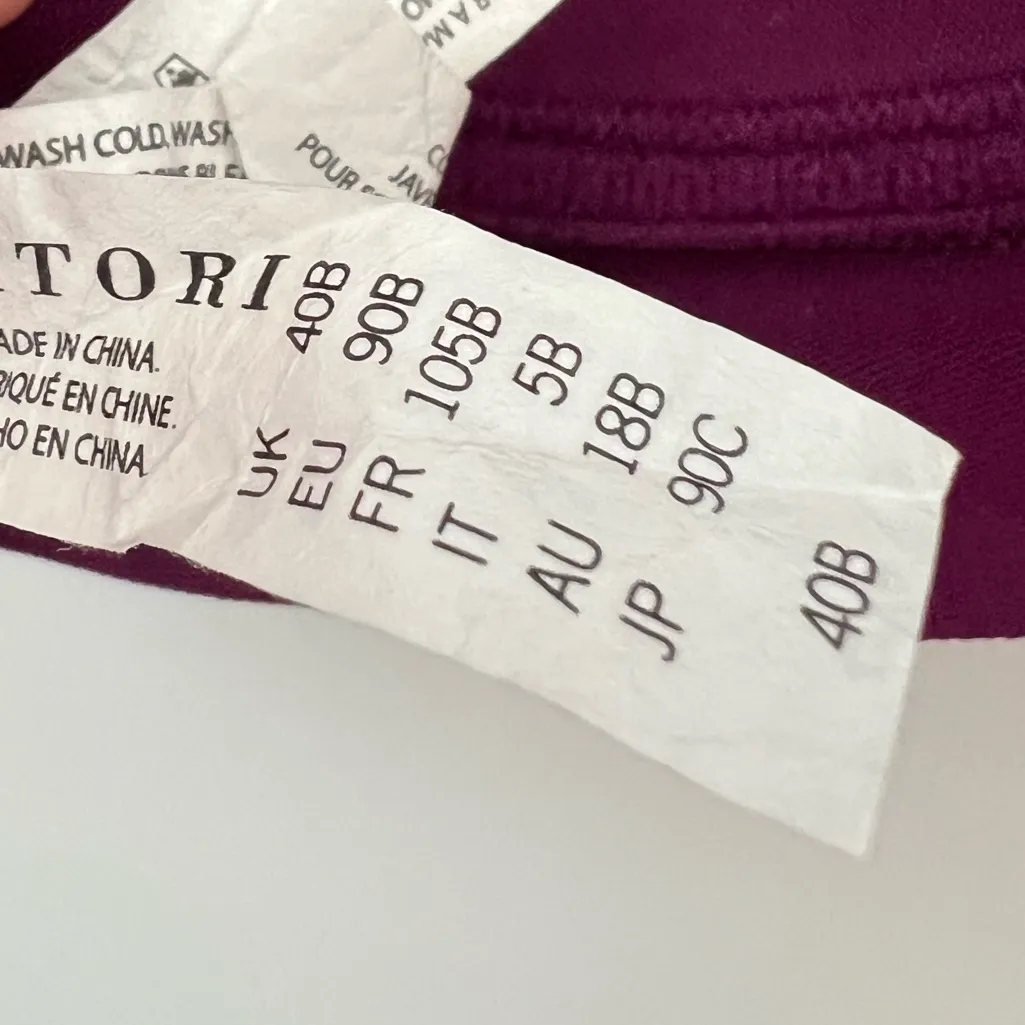 WASH COLD, WASH
POUR
JAV
TORI
ADE IN CHINA.
RIQUÉ EN CHINE.
HO EN CHINA
UK 40B
EU 90B
FR 105B
IT 5B
AU 18B
JP 90C
40B